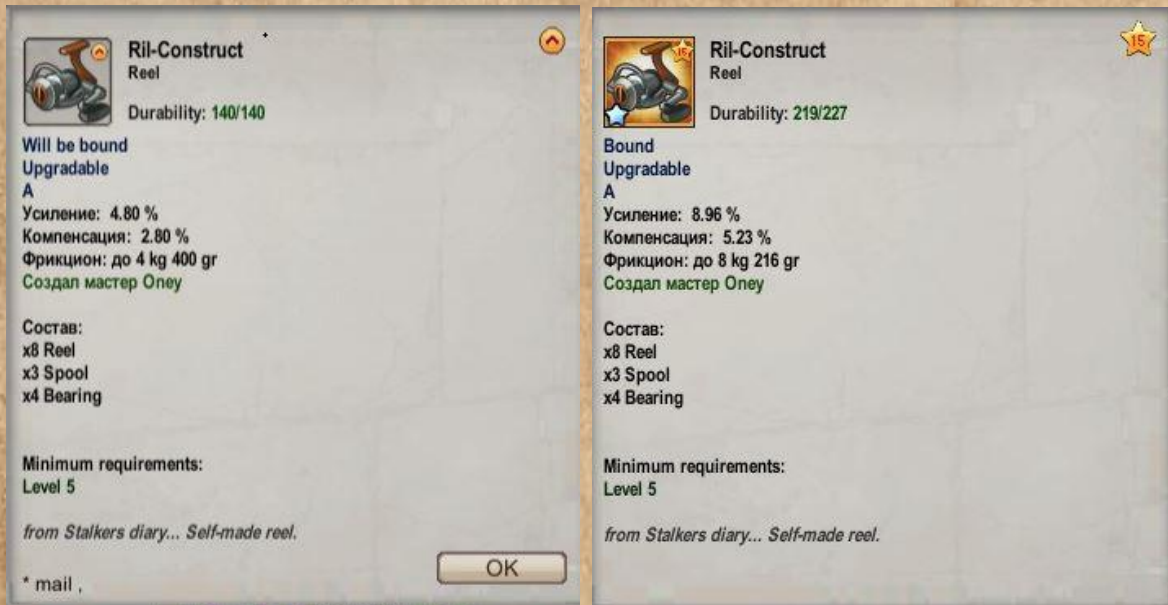 Ril-Construct
Reel
Durability: 140/140
Will be bound
Upgradable
A
Усиление: 4.80 %
Компенсация: 2.80 %
Фрикцион: до 4 kg 400 gr
Создал мастер Oney
Состав:
x8 Reel
x3 Spool
x4 Bearing
Minimum requirements:
Level 5
from Stalkers diary... Self-made reel.
OK
* mail ,
15
15
Ril-Construct
Reel
Durability: 219/227
Bound
Upgradable
A
Усиление: 8.96 %
Компенсация: 5.23 %
Фрикцион: до 8 kg 216 gr
Создал мастер Oney
Состав:
x8 Reel
x3 Spool
x4 Bearing
Minimum requirements:
Level 5
from Stalkers diary... Self-made reel.